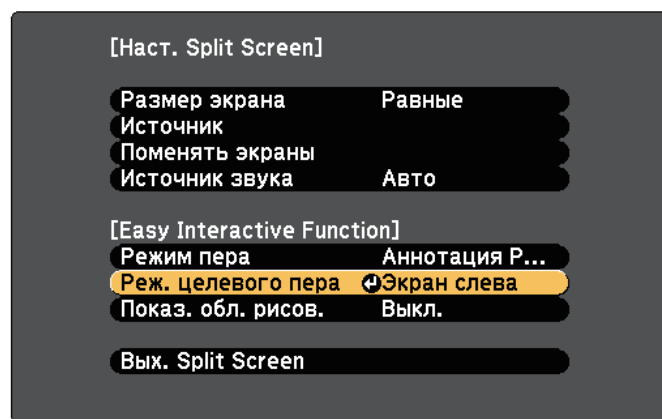 [Наст. Split Screen]
Размер экрана Равные
Источник
Поменять экраны
Источник звука Авто
[Easy Interactive Function]
Режим пера Аннотация Р...
Реж. целевого пера Экран слева
Показ. обл. рисов. Выкл.
Вых. Split Screen